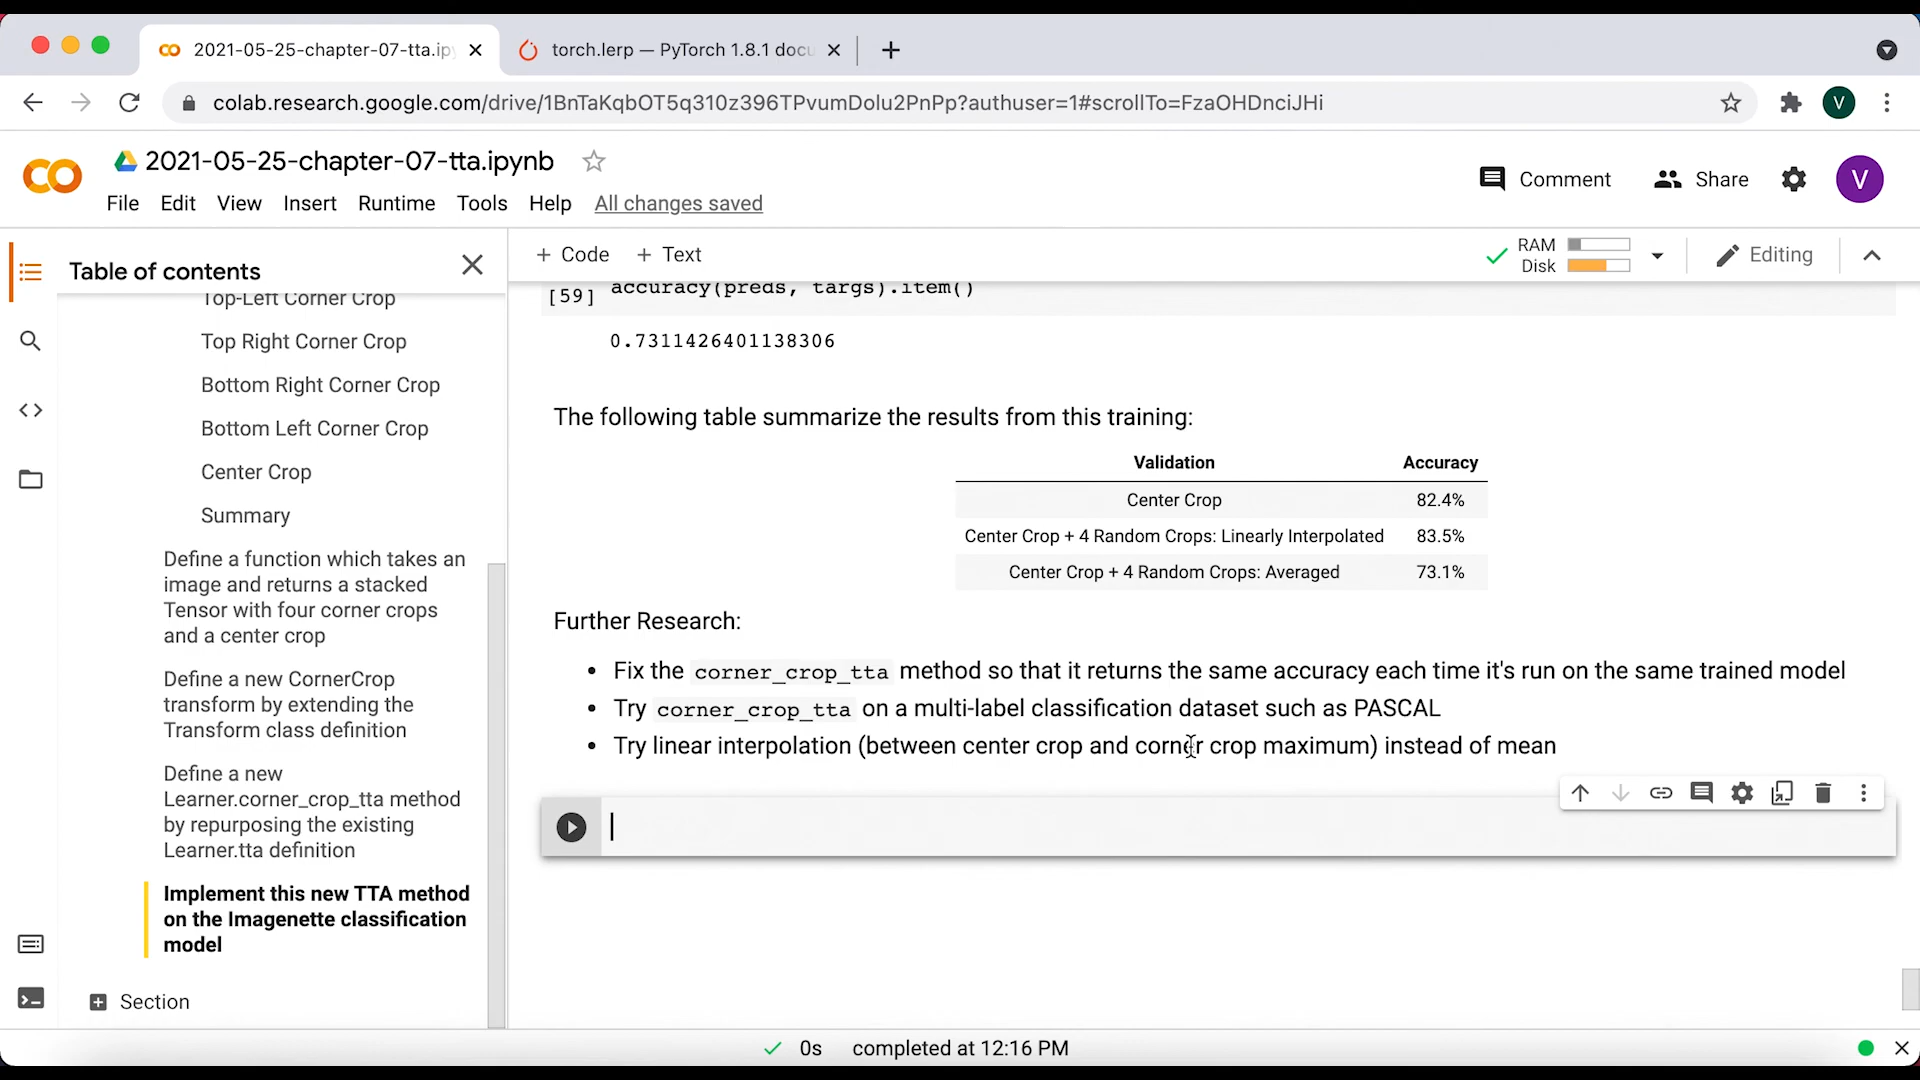 2021-05-25-chapter-07-tta.ip
torch.lerp — PyTorch 1.8.1 docu
colab.research.google.com/drive/1BnTaKqbOT5q310z396TPvumDolu2PnPp?authuser=1#scrollTo=FzaOHDnciJHi
V
2021-05-25-chapter-07-tta.ipynb
File Edit View Insert Runtime Tools Help All changes saved
Comment
Share
V
Table of contents
Top-Left Corner Crop
Top Right Corner Crop
Bottom Right Corner Crop
Bottom Left Corner Crop
Center Crop
Summary
Define a function which takes an
image and returns a stacked
Tensor with four corner crops
and a center crop
Define a new CornerCrop
transform by extending the
Transform class definition
Define a new
Learner.corner_crop_tta method
by repurposing the existing
Learner.tta definition
Implement this new TTA method
on the Imagenette classification
model
Section
+ Code + Text
RAM
Disk
Editing
[59] accuracy(preds, targs).item()
0.7311426401138306
The following table summarize the results from this training:
Validation Accuracy
Center Crop 82.4%
Center Crop + 4 Random Crops: Linearly Interpolated 83.5%
Center Crop + 4 Random Crops: Averaged 73.1%
Further Research:
• Fix the corner_crop_tta method so that it returns the same accuracy each time it's run on the same trained model
• Try corner_crop_tta on a multi-label classification dataset such as PASCAL
• Try linear interpolation (between center crop and corner crop maximum) instead of mean
0s completed at 12:16 PM